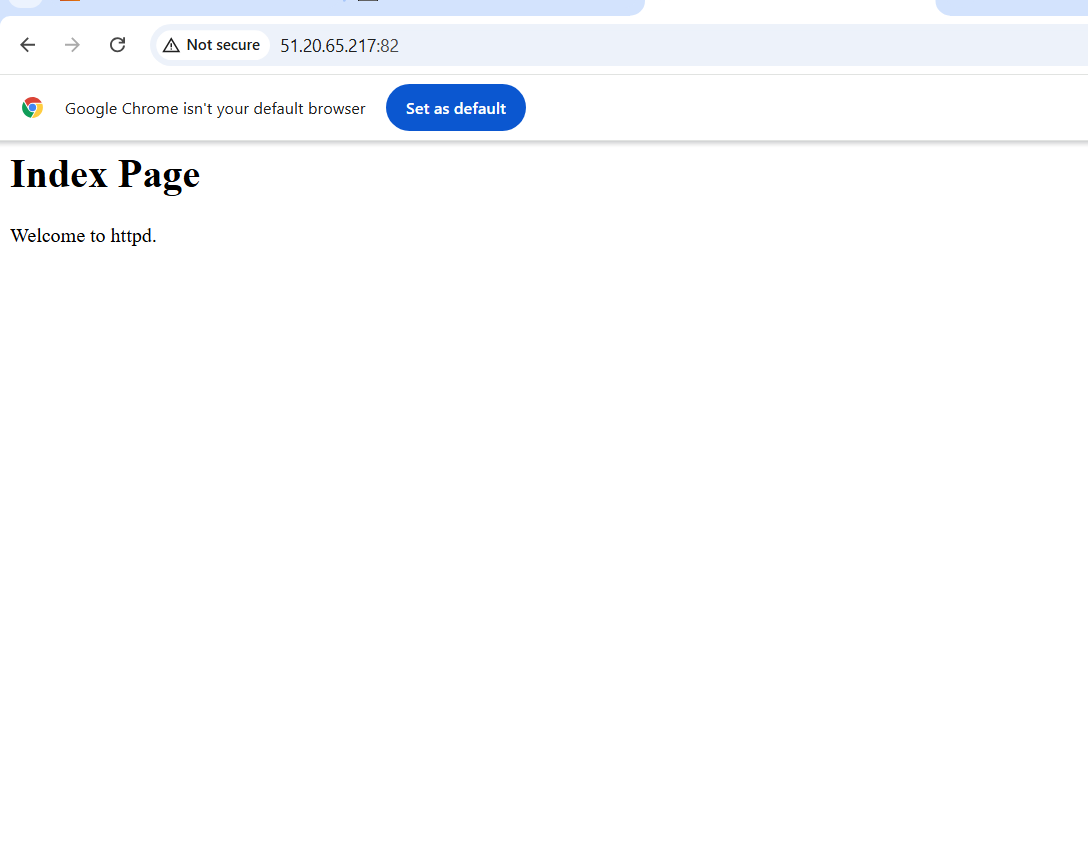 Not secure 51.20.65.217:82
Google Chrome isn't your default browser Set as default
Index Page
Welcome to httpd.